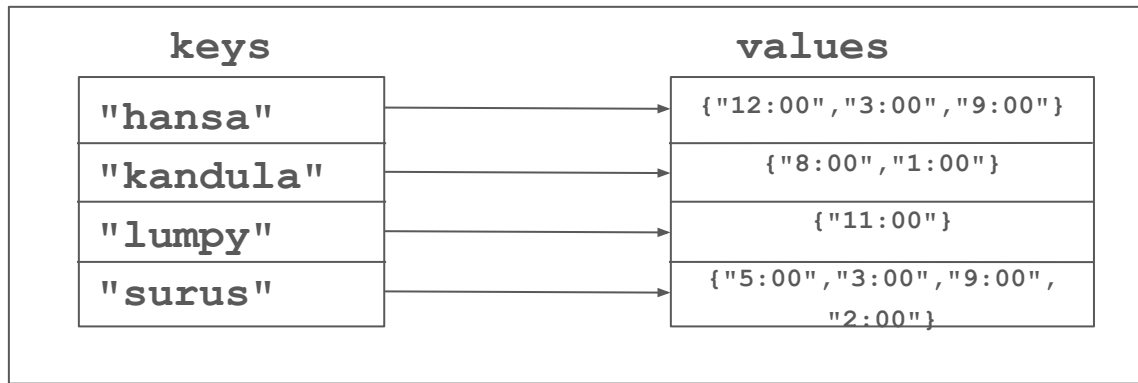 keys values
"hansa" {"12:00","3:00","9:00"}
"kandula" {"8:00","1:00"}
"lumpy" {"11:00"}
"surus" {"5:00","3:00","9:00",
"2:00"}